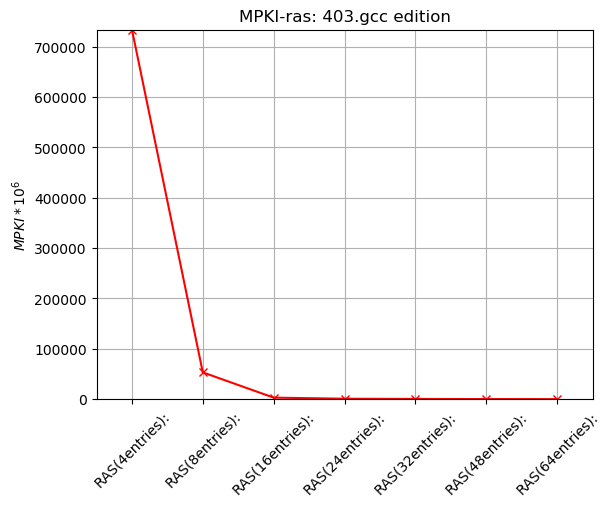 MPKI-ras: 403.gcc edition
700000
600000
500000
400000
300000
200000
100000
0
MPKI * 10^6
RAS(4entries):
RAS(8entries):
RAS(16entries):
RAS(24entries):
RAS(32entries):
RAS(48entries):
RAS(64entries):